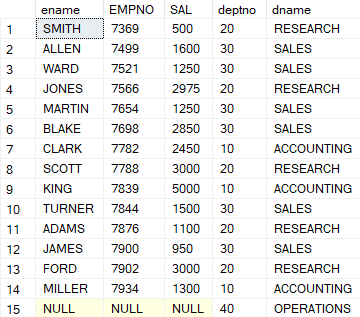 ename EMPNO SAL deptno dname
1 SMITH 7369 500 20 RESEARCH
2 ALLEN 7499 1600 30 SALES
3 WARD 7521 1250 30 SALES
4 JONES 7566 2975 20 RESEARCH
5 MARTIN 7654 1250 30 SALES
6 BLAKE 7698 2850 30 SALES
7 CLARK 7782 2450 10 ACCOUNTING
8 SCOTT 7788 3000 20 RESEARCH
9 KING 7839 5000 10 ACCOUNTING
10 TURNER 7844 1500 30 SALES
11 ADAMS 7876 1100 20 RESEARCH
12 JAMES 7900 950 30 SALES
13 FORD 7902 3000 20 RESEARCH
14 MILLER 7934 1300 10 ACCOUNTING
15 NULL NULL NULL 40 OPERATIONS